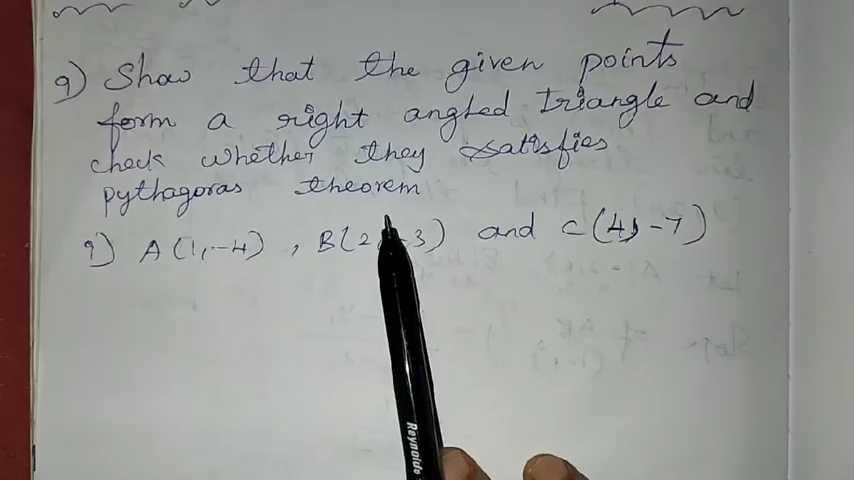 9) Show that the given points
form a right angled Triangle and
check whether they satisfies
pythagoras theorem
i) A(1,-4), B(2,-3) and C(4,-7)
Reynolds